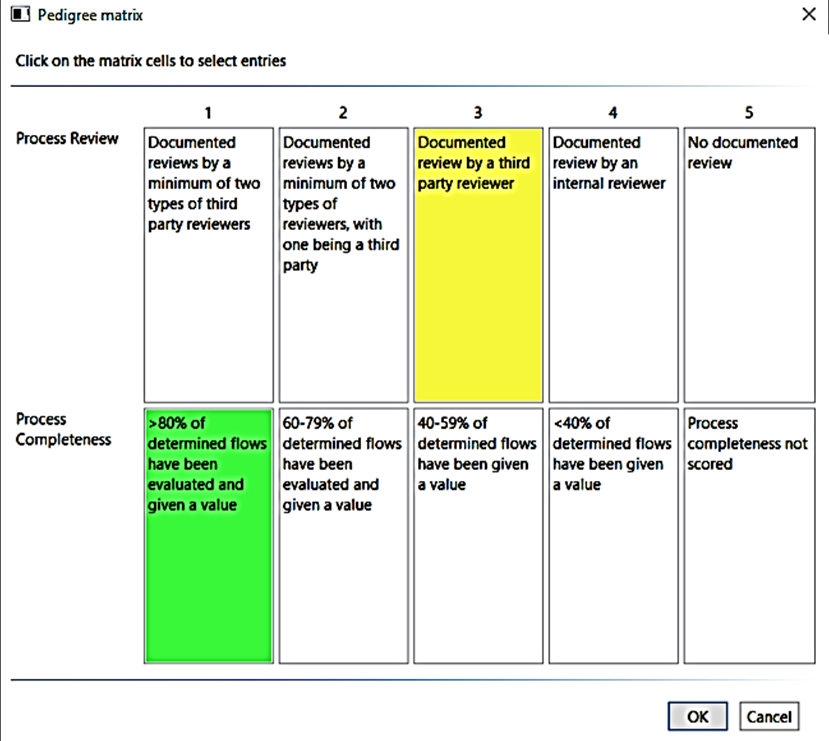 Pedigree matrix
Click on the matrix cells to select entries
1 2 3 4 5
Process Review
Documented
reviews by a
minimum of two
types of third
party reviewers
Documented
reviews by a
minimum of two
types of
reviewers, with
one being a third
party
Documented
review by a third
party reviewer
Documented
review by an
internal reviewer
No documented
review
Process
Completeness
>80% of
determined flows
have been
evaluated and
given a value
60-79% of
determined flows
have been
evaluated and
given a value
40-59% of
determined flows
have been given
a value
<40% of
determined flows
have been given
a value
Process
completeness not
scored
OK
Cancel